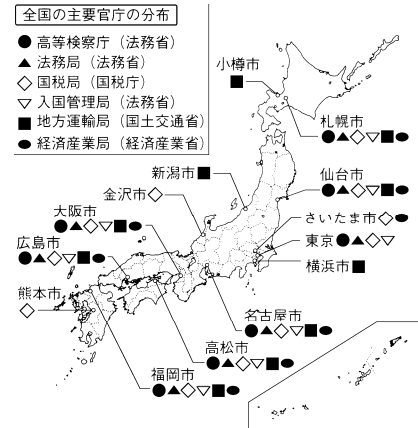 全国の主要官庁の分布
●高等検察庁(法務省)
▲法務局(法務省)
◇国税局(国税庁)
▽入国管理局(法務省)
■地方運輸局(国土交通省)
⬬経済産業局(経済産業省)
小樽市■
札幌市
●▲◇▽■⬬
新潟市■
仙台市
●▲◇▽■⬬
金沢市◇
大阪市
●▲◇▽■⬬
さいたま市◇⬬
広島市
●▲◇▽■⬬
東京●▲◇▽
横浜市■
熊本市
◇
名古屋市
●▲◇▽■⬬
高松市
●▲◇▽■⬬
福岡市
●▲◇▽■⬬